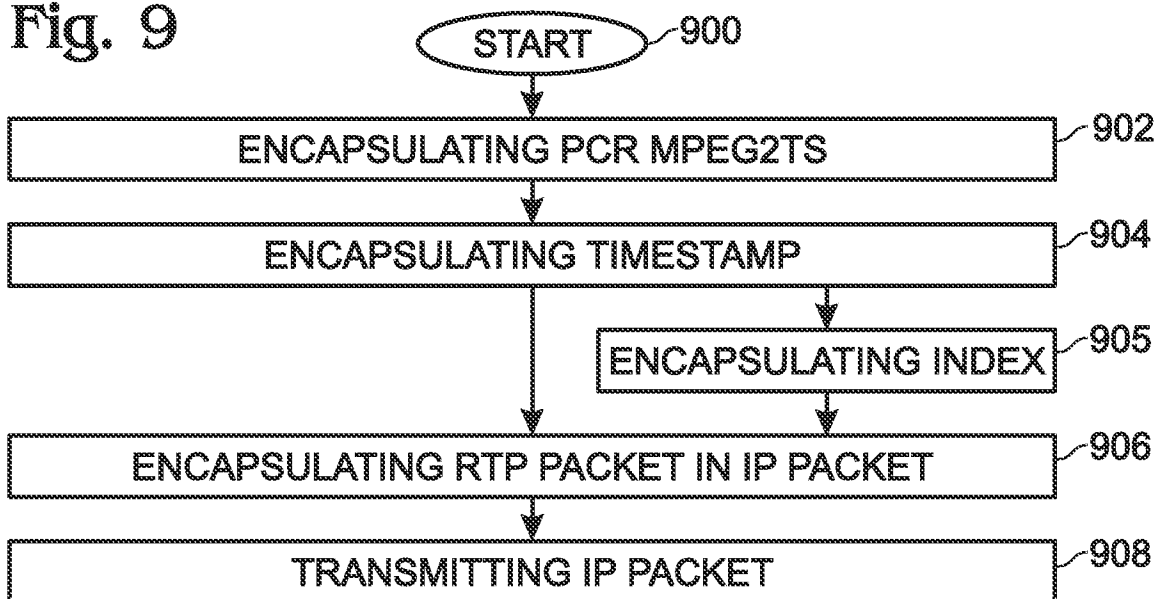 Fig. 9
START
900
ENCAPSULATING PCR MPEG2TS
902
ENCAPSULATING TIMESTAMP
904
ENCAPSULATING INDEX
905
ENCAPSULATING RTP PACKET IN IP PACKET
906
TRANSMITTING IP PACKET
908